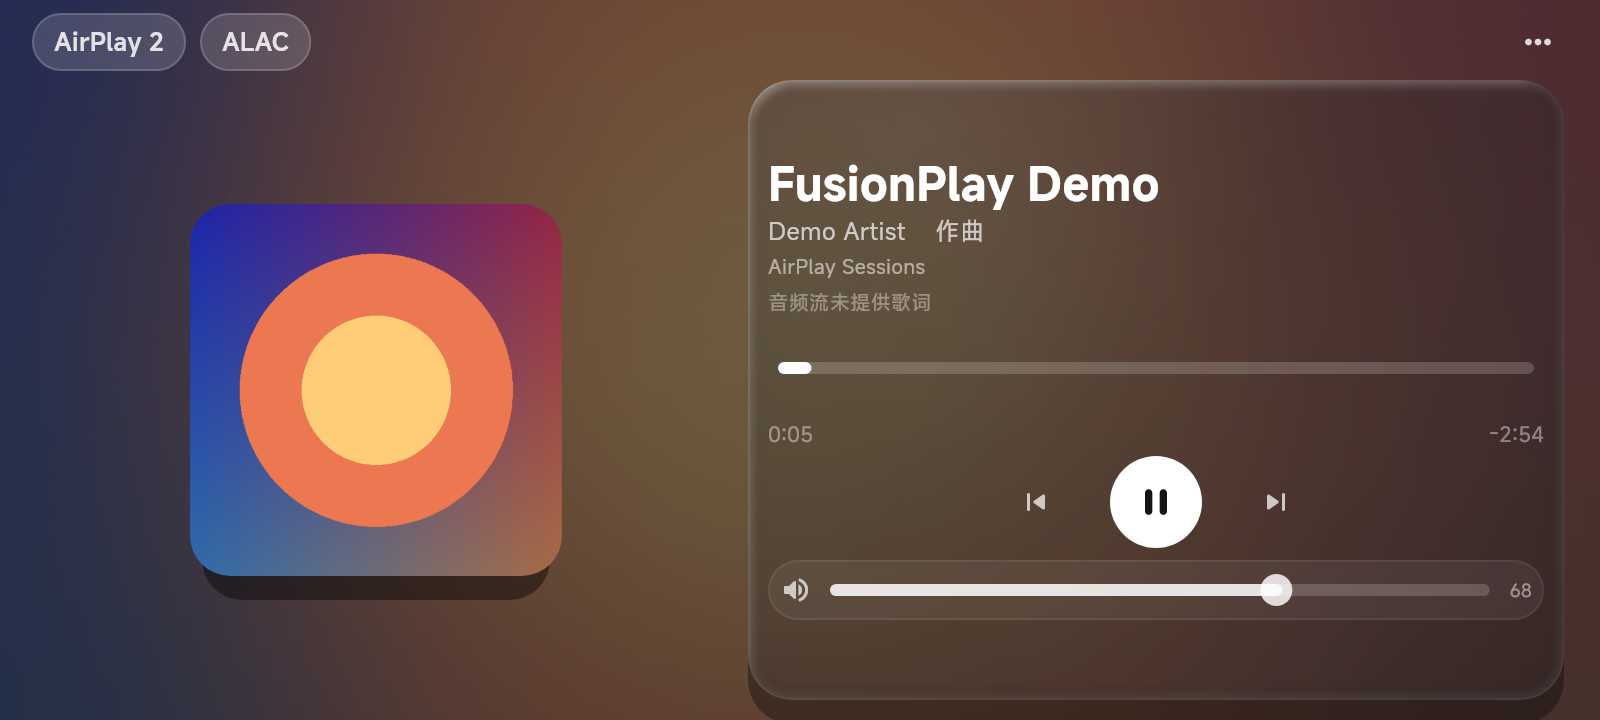 AirPlay 2
ALAC
FusionPlay Demo
Demo Artist 作曲
AirPlay Sessions
音频流未提供歌词
0:05
-2:54
68